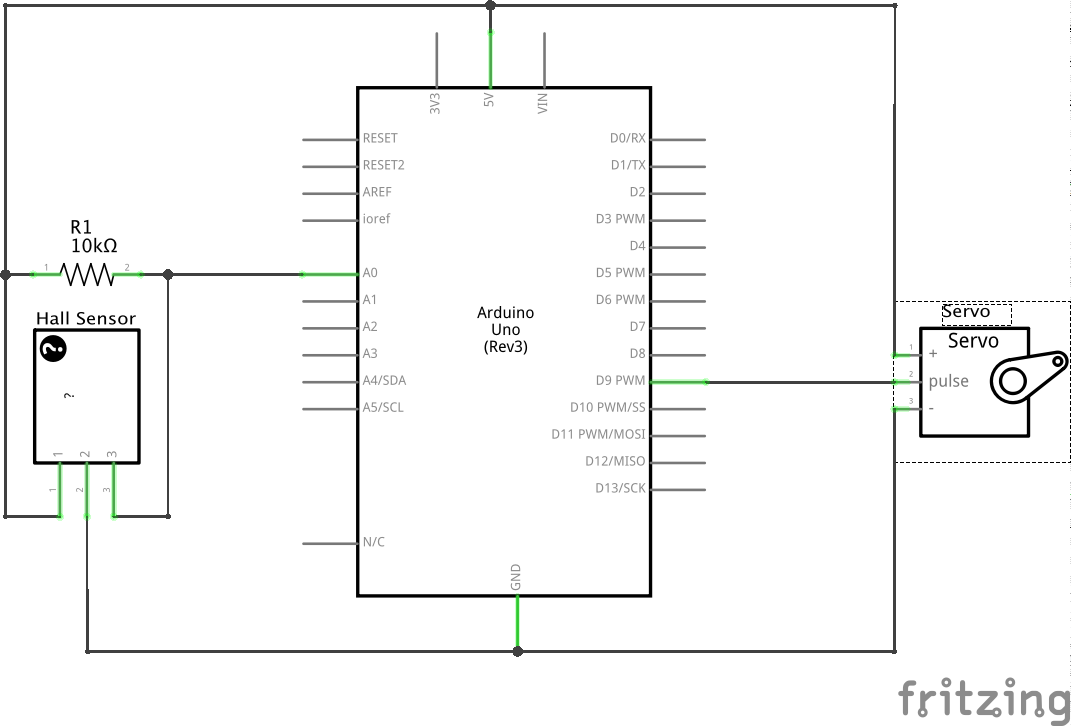 3V3
5V
VIN
RESET
D0/RX
RESET2
D1/TX
AREF
D2
ioref
D3 PWM
D4
R1
10kΩ
1
2
A0
D5 PWM
A1
D6 PWM
Hall Sensor
Arduino
Uno
(Rev3)
Servo
A2
D7
?
Servo
A3
D8
1
+
A4/SDA
D9 PWM
2
pulse
?
A5/SCL
D10 PWM/SS
3
-
D11 PWM/MOSI
1
2
3
D12/MISO
1
2
3
D13/SCK
N/C
GND
fritzing